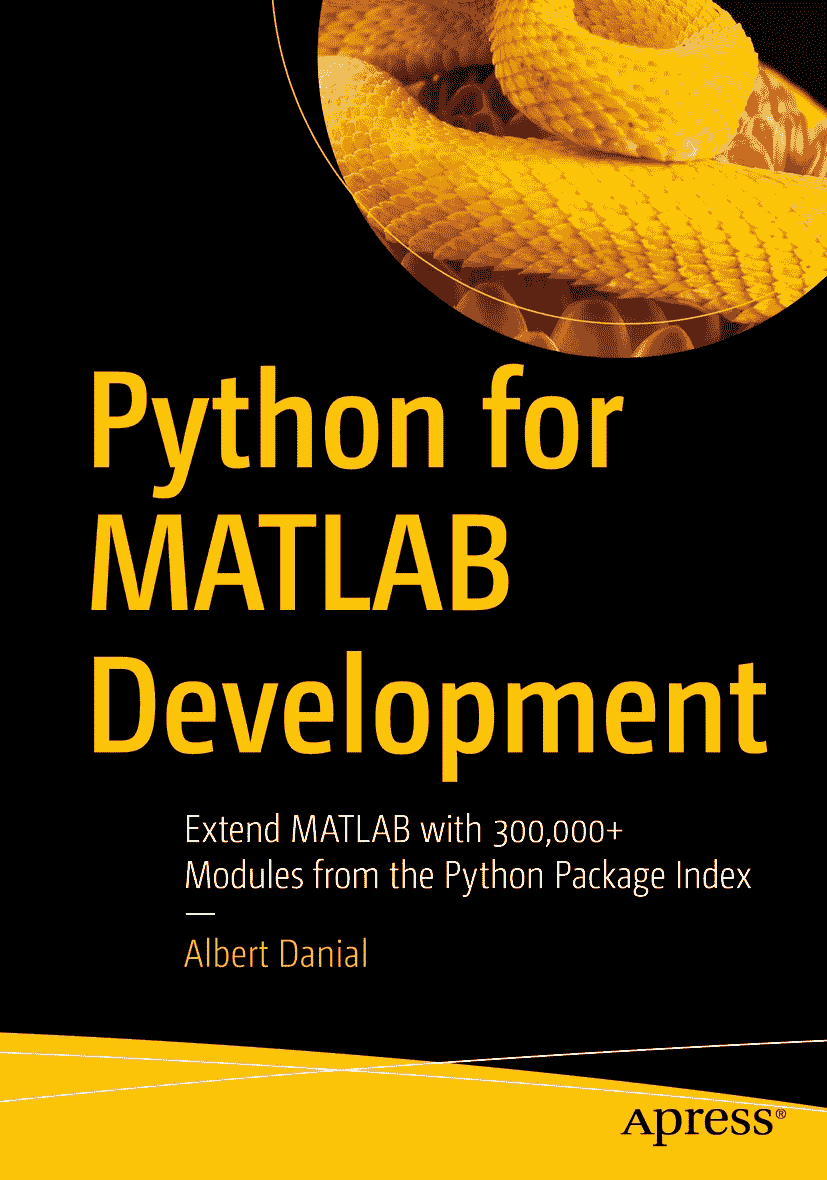 Python for
MATLAB
Development
Extend MATLAB with 300,000+
Modules from the Python Package Index
—
Albert Danial
Apress®